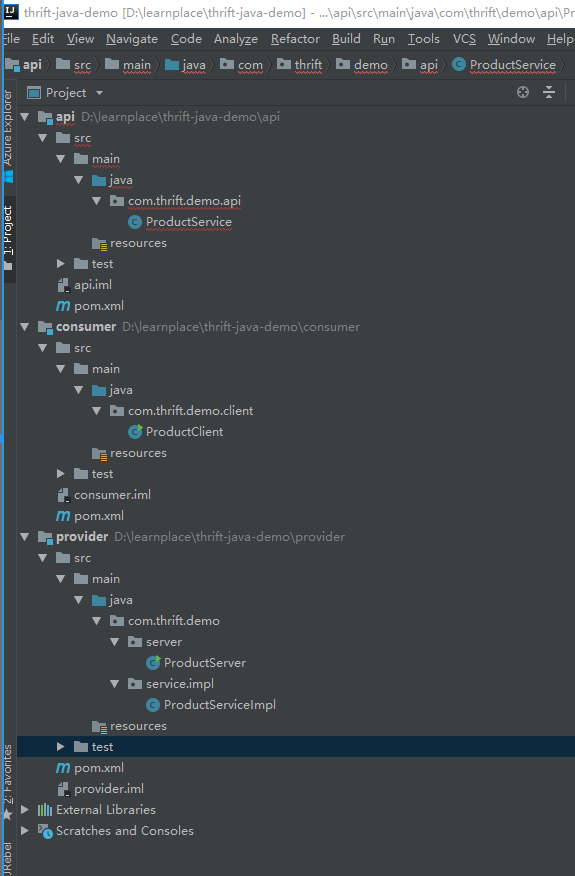 IJ thrift-java-demo [D:\learnplace\thrift-java-demo] - ...\api\src\main\java\com\thrift\demo\api\Pr
File Edit View Navigate Code Analyze Refactor Build Run Tools VCS Window Help
api src main java com thrift demo api ProductService
Project
api D:\learnplace\thrift-java-demo\api
src
main
java
com.thrift.demo.api
ProductService
resources
test
api.iml
pom.xml
consumer D:\learnplace\thrift-java-demo\consumer
src
main
java
com.thrift.demo.client
ProductClient
resources
test
consumer.iml
pom.xml
provider D:\learnplace\thrift-java-demo\provider
src
main
java
com.thrift.demo
server
ProductServer
service.impl
ProductServiceImpl
resources
test
pom.xml
provider.iml
External Libraries
Scratches and Consoles
Azure Explorer
1: Project
2: Favorites
JRebel